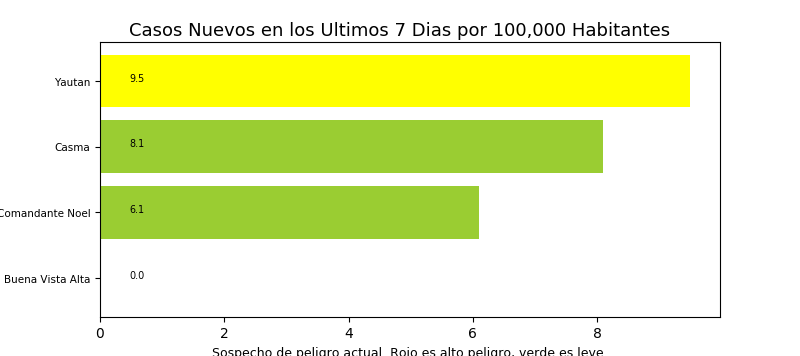 Casos Nuevos en los Ultimos 7 Dias por 100,000 Habitantes
Yautan
9.5
Casma
8.1
Comandante Noel
6.1
Buena Vista Alta
0.0
0 2 4 6 8
Sospecho de peligro actual. Rojo es alto peligro, verde es leve